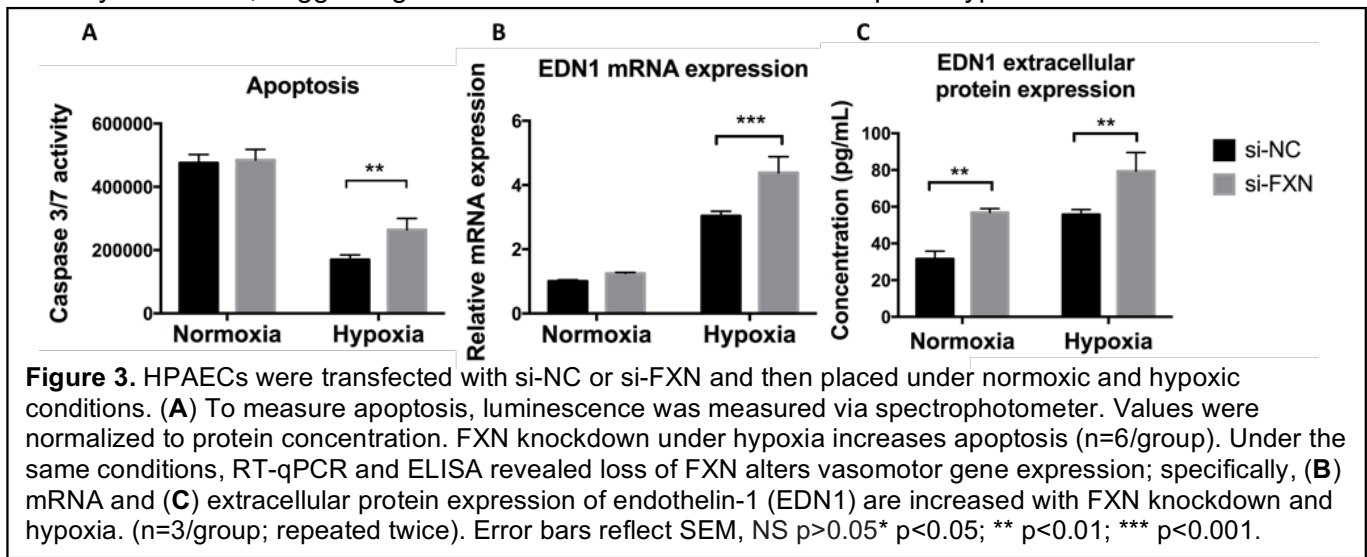 A
Apoptosis
Caspase 3/7 activity
600000
400000
200000
0
**
Normoxia
Hypoxia
B
EDN1 mRNA expression
Relative mRNA expression
6
4
2
0
***
Normoxia
Hypoxia
C
EDN1 extracellular
protein expression
Concentration (pg/mL)
100
80
60
40
20
0
**
**
Normoxia
Hypoxia
si-NC
si-FXN
Figure 3. HPAECs were transfected with si-NC or si-FXN and then placed under normoxic and hypoxic
conditions. (A) To measure apoptosis, luminescence was measured via spectrophotometer. Values were
normalized to protein concentration. FXN knockdown under hypoxia increases apoptosis (n=6/group). Under the
same conditions, RT-qPCR and ELISA revealed loss of FXN alters vasomotor gene expression; specifically, (B)
mRNA and (C) extracellular protein expression of endothelin-1 (EDN1) are increased with FXN knockdown and
hypoxia. (n=3/group; repeated twice). Error bars reflect SEM, NS p>0.05* p<0.05; ** p<0.01; *** p<0.001.